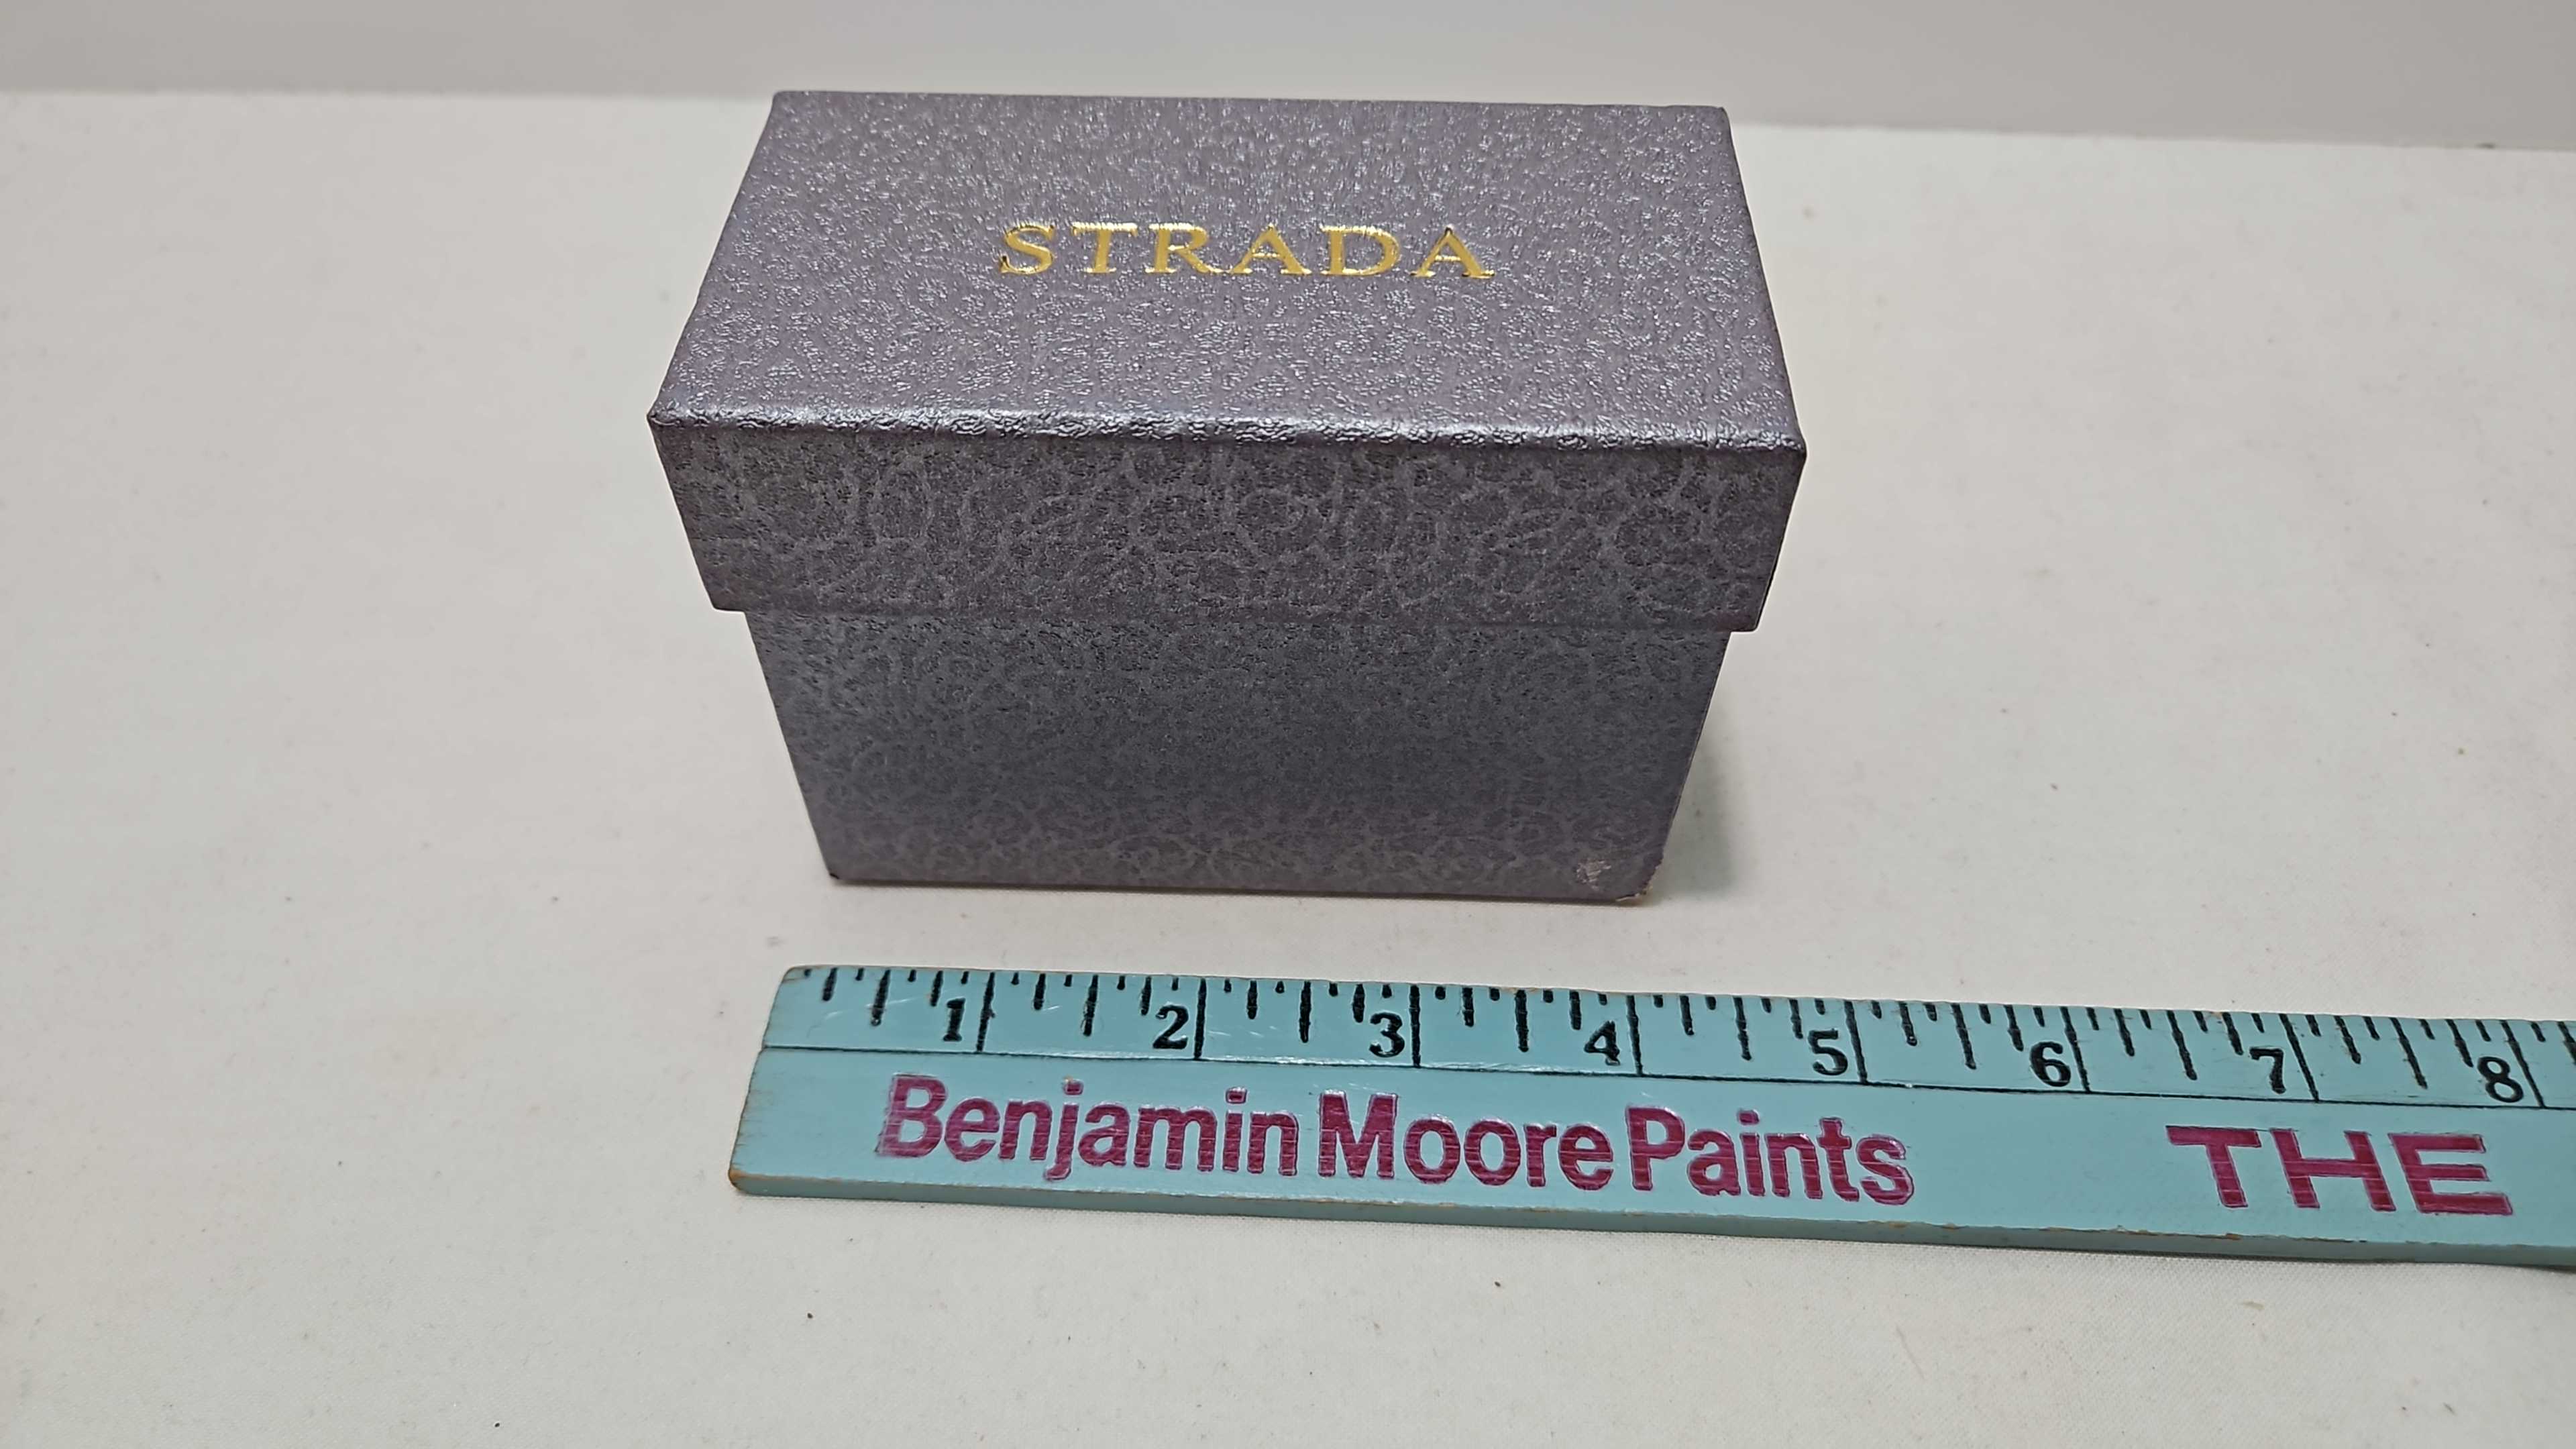 STRADA
1 2 3 4 5 6 7 8
Benjamin Moore Paints THE